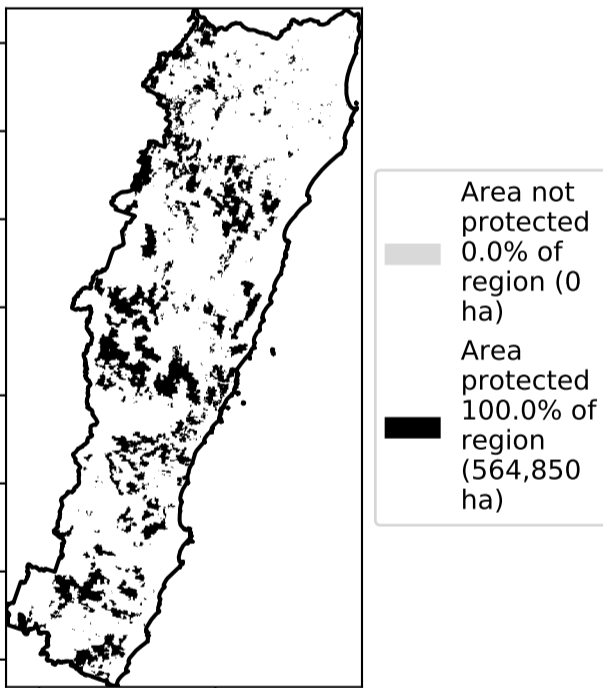 Area not
protected
0.0% of
region (0
ha)
Area
protected
100.0% of
region
(564,850
ha)